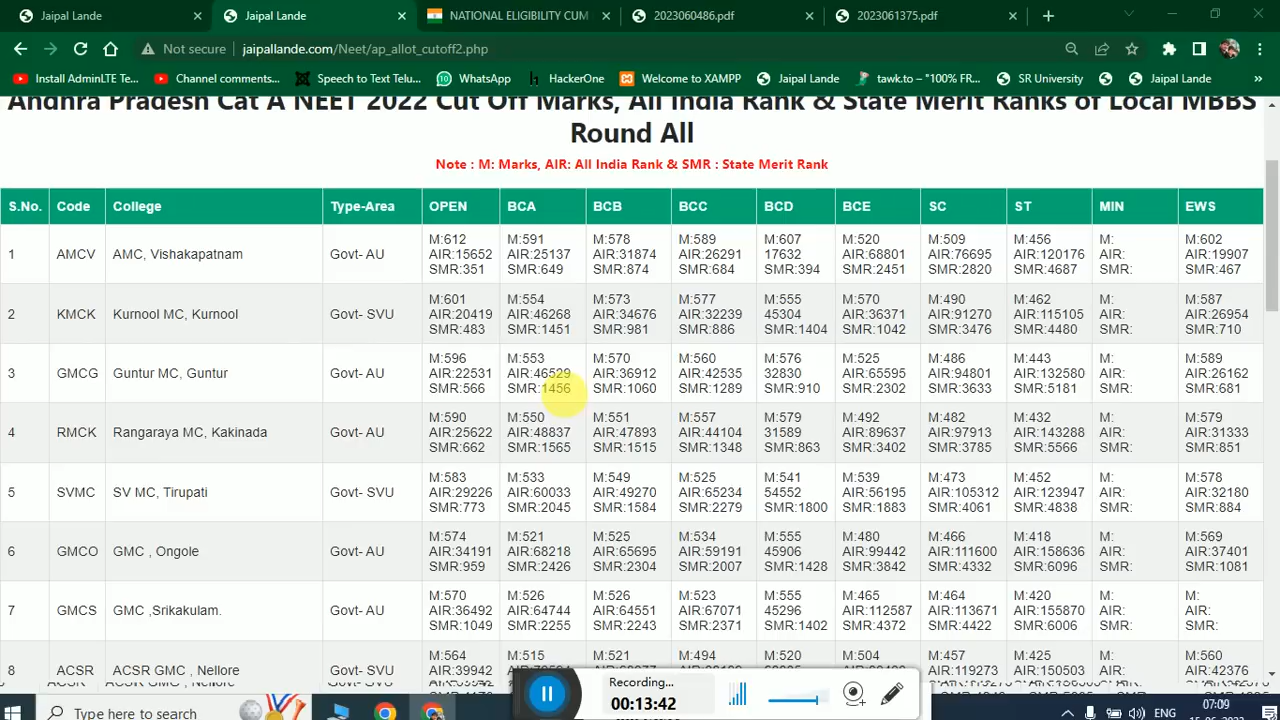 Jaipal Lande
Jaipal Lande
NATIONAL ELIGIBILITY CUM
2023060486.pdf
2023061375.pdf
Not secure jaipallande.com/Neet/ap_allot_cutoff2.php
Install AdminLTE Te... Channel comments... Speech to Text Telu... WhatsApp HackerOne Welcome to XAMPP Jaipal Lande tawk.to – "100% FR... SR University Jaipal Lande »
Andhra Pradesh Cat A NEET 2022 Cut Off Marks, All India Rank & State Merit Ranks of Local MBBS
Round All
Note : M: Marks, AIR: All India Rank & SMR : State Merit Rank
S.No. Code College Type-Area OPEN BCA BCB BCC BCD BCE SC ST MIN EWS
M:612 M:591 M:578 M:589 M:607 M:520 M:509 M:456 M: M:602
1 AMCV AMC, Vishakapatnam Govt- AU AIR:15652 AIR:25137 AIR:31874 AIR:26291 17632 AIR:68801 AIR:76695 AIR:120176 AIR: AIR:19907
SMR:351 SMR:649 SMR:874 SMR:684 SMR:394 SMR:2451 SMR:2820 SMR:4687 SMR: SMR:467
M:601 M:554 M:573 M:577 M:555 M:570 M:490 M:462 M: M:587
2 KMCK Kurnool MC, Kurnool Govt- SVU AIR:20419 AIR:46268 AIR:34676 AIR:32239 45304 AIR:36371 AIR:91270 AIR:115105 AIR: AIR:26954
SMR:483 SMR:1451 SMR:981 SMR:886 SMR:1404 SMR:1042 SMR:3476 SMR:4480 SMR: SMR:710
M:596 M:553 M:570 M:560 M:576 M:525 M:486 M:443 M: M:589
3 GMCG Guntur MC, Guntur Govt- AU AIR:22531 AIR:46529 AIR:36912 AIR:42535 32830 AIR:65595 AIR:94801 AIR:132580 AIR: AIR:26162
SMR:566 SMR:1456 SMR:1060 SMR:1289 SMR:910 SMR:2302 SMR:3633 SMR:5181 SMR: SMR:681
M:590 M:550 M:551 M:557 M:579 M:492 M:482 M:432 M: M:579
4 RMCK Rangaraya MC, Kakinada Govt- AU AIR:25622 AIR:48837 AIR:47893 AIR:44104 31589 AIR:89637 AIR:97913 AIR:143288 AIR: AIR:31333
SMR:662 SMR:1565 SMR:1515 SMR:1348 SMR:863 SMR:3402 SMR:3785 SMR:5566 SMR: SMR:851
M:583 M:533 M:549 M:525 M:541 M:539 M:473 M:452 M: M:578
5 SVMC SV MC, Tirupati Govt- SVU AIR:29226 AIR:60033 AIR:49270 AIR:65234 54552 AIR:56195 AIR:105312 AIR:123947 AIR: AIR:32180
SMR:773 SMR:2045 SMR:1584 SMR:2279 SMR:1800 SMR:1883 SMR:4061 SMR:4838 SMR: SMR:884
M:574 M:521 M:525 M:534 M:555 M:480 M:466 M:418 M: M:569
6 GMCO GMC , Ongole Govt- AU AIR:34191 AIR:68218 AIR:65695 AIR:59191 45906 AIR:99442 AIR:111600 AIR:158636 AIR: AIR:37401
SMR:959 SMR:2426 SMR:2304 SMR:2007 SMR:1428 SMR:3842 SMR:4332 SMR:6096 SMR: SMR:1081
M:570 M:526 M:526 M:523 M:555 M:465 M:464 M:420 M: M:
7 GMCS GMC ,Srikakulam. Govt- AU AIR:36492 AIR:64744 AIR:64551 AIR:67071 45296 AIR:112587 AIR:113671 AIR:155870 AIR: AIR:
SMR:1049 SMR:2255 SMR:2243 SMR:2371 SMR:1402 SMR:4372 SMR:4422 SMR:6006 SMR: SMR:
M:564 M:515 M:521 M:494 M:520 M:504 M:457 M:425 M: M:560
8 ACSR ACSR GMC , Nellore Govt- SVU AIR:39942 AIR:119273 AIR:150503 AIR: AIR:42376
Recording...
00:13:42
Type here to search
ENG
07:09